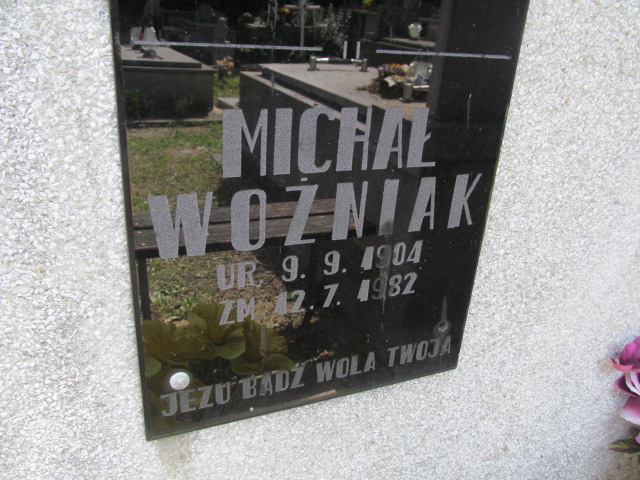 MICHAŁ
WOŹNIAK
UR. 9. 9. 1904
ZM. 12. 7. 1982
JEZU BĄDŹ WOLA TWOJA